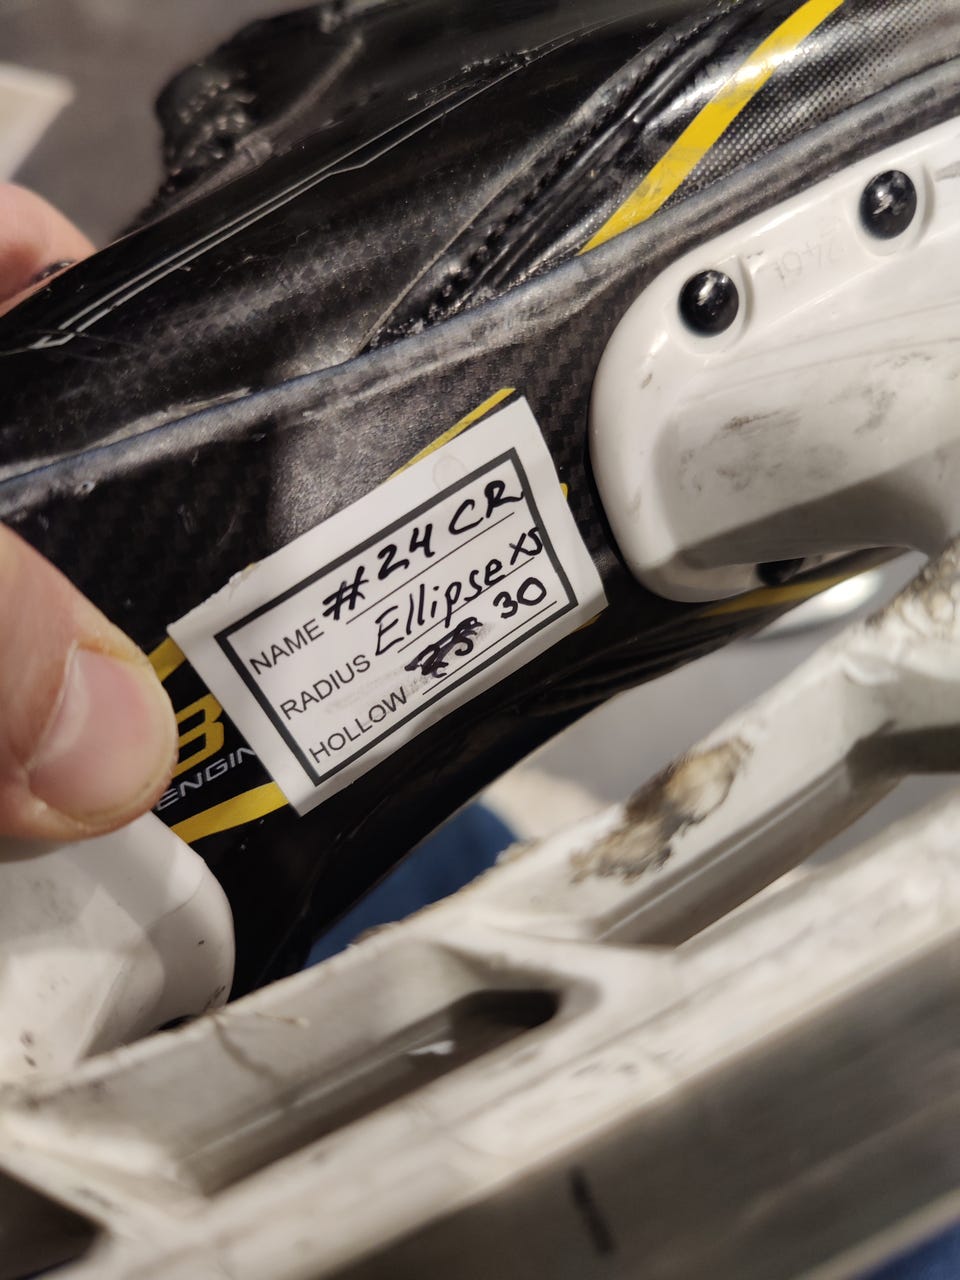 NAME #24 CR
RADIUS Ellipse XS
HOLLOW 30